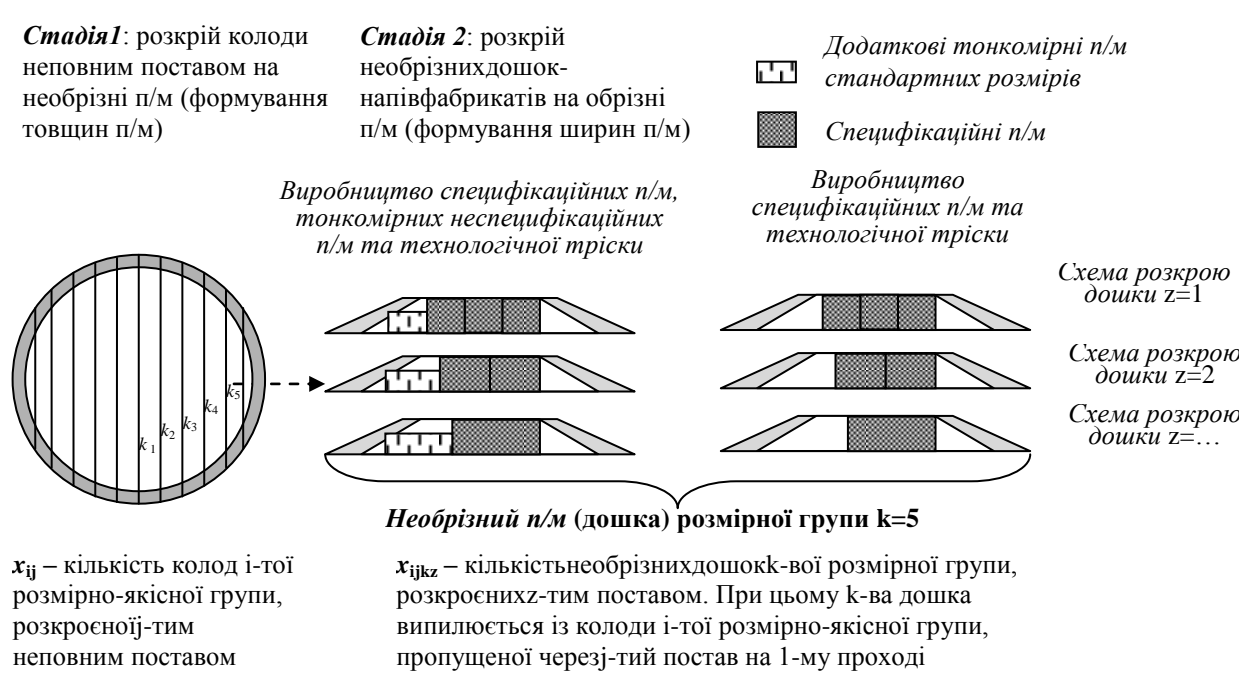 Стадія1: розкрій колоди
неповним поставом на
необрізні п/м (формування
товщин п/м)
Стадія 2: розкрій
необрізнихдошок-
напівфабрикатів на обрізні
п/м (формування ширин п/м)
Додаткові тонкомірні п/м
стандартних розмірів
Специфікаційні п/м
Виробництво специфікаційних п/м,
тонкомірних неспецифікаційних
п/м та технологічної тріски
Виробництво
специфікаційних п/м та
технологічної тріски
Схема розкрою
дошки z=1
Схема розкрою
дошки z=2
Схема розкрою
дошки z=…
k1
k2
k3
k4
k5
Необрізний п/м (дошка) розмірної групи k=5
xij – кількість колод i-тої
розмірно-якісної групи,
розкроєноїj-тим
неповним поставом
xijkz – кількістьнеобрізнихдошокk-вої розмірної групи,
розкроєнихz-тим поставом. При цьому k-ва дошка
випилюється із колоди i-тої розмірно-якісної групи,
пропущеної черезj-тий постав на 1-му проході